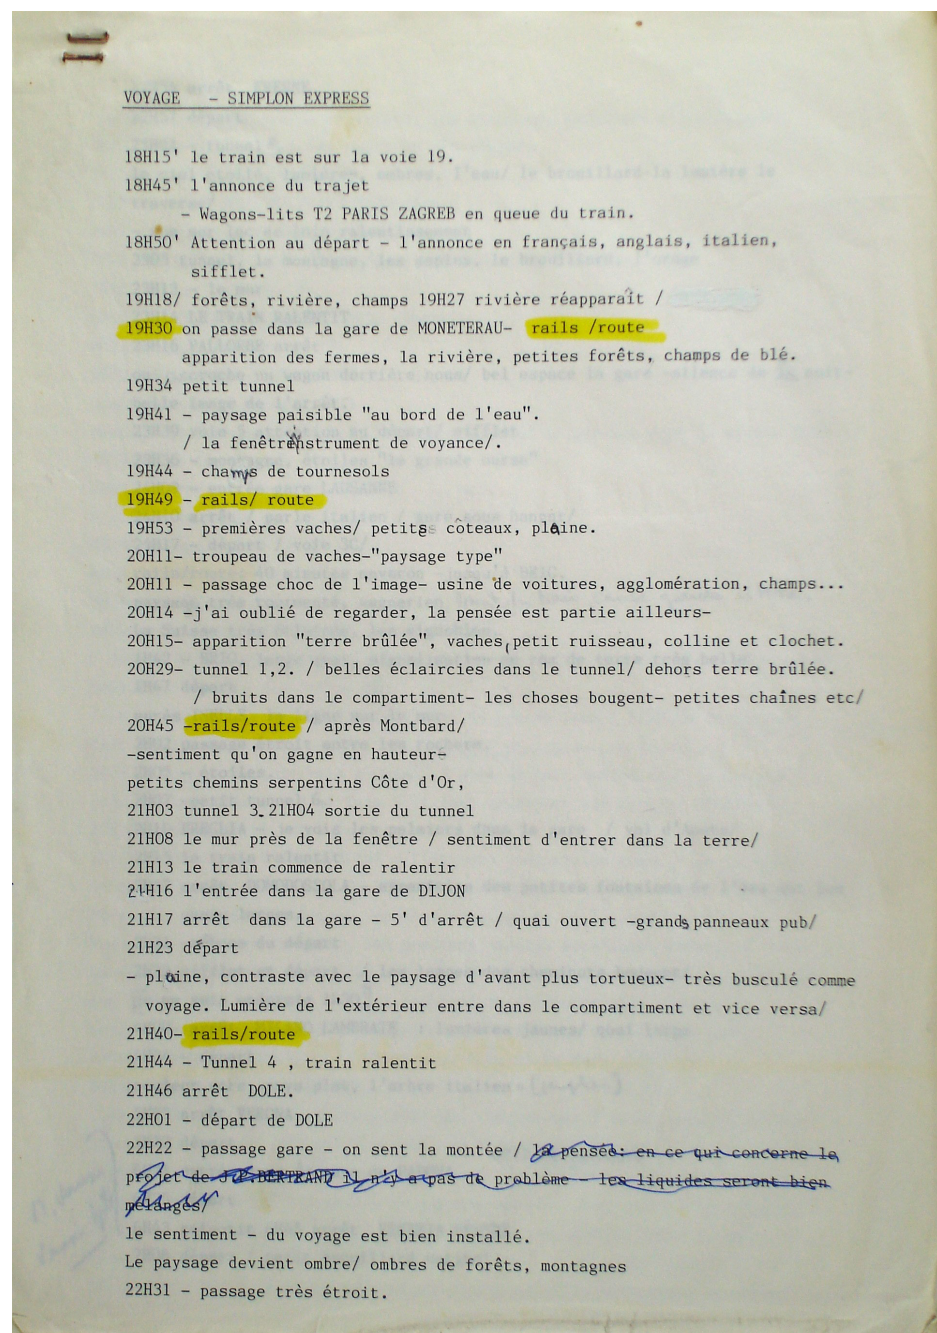 VOYAGE - SIMPLON EXPRESS
18H15' le train est sur la voie 19.
18H45' l'annonce du trajet
- Wagons-lits T2 PARIS ZAGREB en queue du train.
18H50' Attention au départ - l'annonce en français, anglais, italien,
sifflet.
19H18/ forêts, rivière, champs 19H27 rivière réapparaît /
19H30 on passe dans la gare de MONETERAU- rails /route
apparition des fermes, la rivière, petites forêts, champs de blé.
19H34 petit tunnel
19H41 - paysage paisible "au bord de l'eau".
/ la fenêtre/instrument de voyance/.
19H44 - champs de tournesols
19H49 - rails/ route
19H53 - premières vaches/ petits côteaux, plaine.
20H11- troupeau de vaches-"paysage type"
20H11 - passage choc de l'image- usine de voitures, agglomération, champs...
20H14 -j'ai oublié de regarder, la pensée est partie ailleurs-
20H15- apparition "terre brûlée", vaches, petit ruisseau, colline et clochet.
20H29- tunnel 1,2. / belles éclaircies dans le tunnel/ dehors terre brûlée.
/ bruits dans le compartiment- les choses bougent- petites chaînes etc/
20H45 -rails/route / après Montbard/
-sentiment qu'on gagne en hauteur-
petits chemins serpentins Côte d'Or,
21H03 tunnel 3. 21H04 sortie du tunnel
21H08 le mur près de la fenêtre / sentiment d'entrer dans la terre/
21H13 le train commence de ralentir
21H16 l'entrée dans la gare de DIJON
21H17 arrêt dans la gare - 5' d'arrêt / quai ouvert -grands panneaux pub/
21H23 départ
- plaine, contraste avec le paysage d'avant plus tortueux- très busculé comme
voyage. Lumière de l'extérieur entre dans le compartiment et vice versa/
21H40- rails/route
21H44 - Tunnel 4 , train ralentit
21H46 arrêt DOLE.
22H01 - départ de DOLE
22H22 - passage gare - on sent la montée / la pensée: en ce qui concerne le
projet de J.P.BERTRAND il n'y a pas de problème - les liquides seront bien
mélangés/
le sentiment - du voyage est bien installé.
Le paysage devient ombre/ ombres de forêts, montagnes
22H31 - passage très étroit.